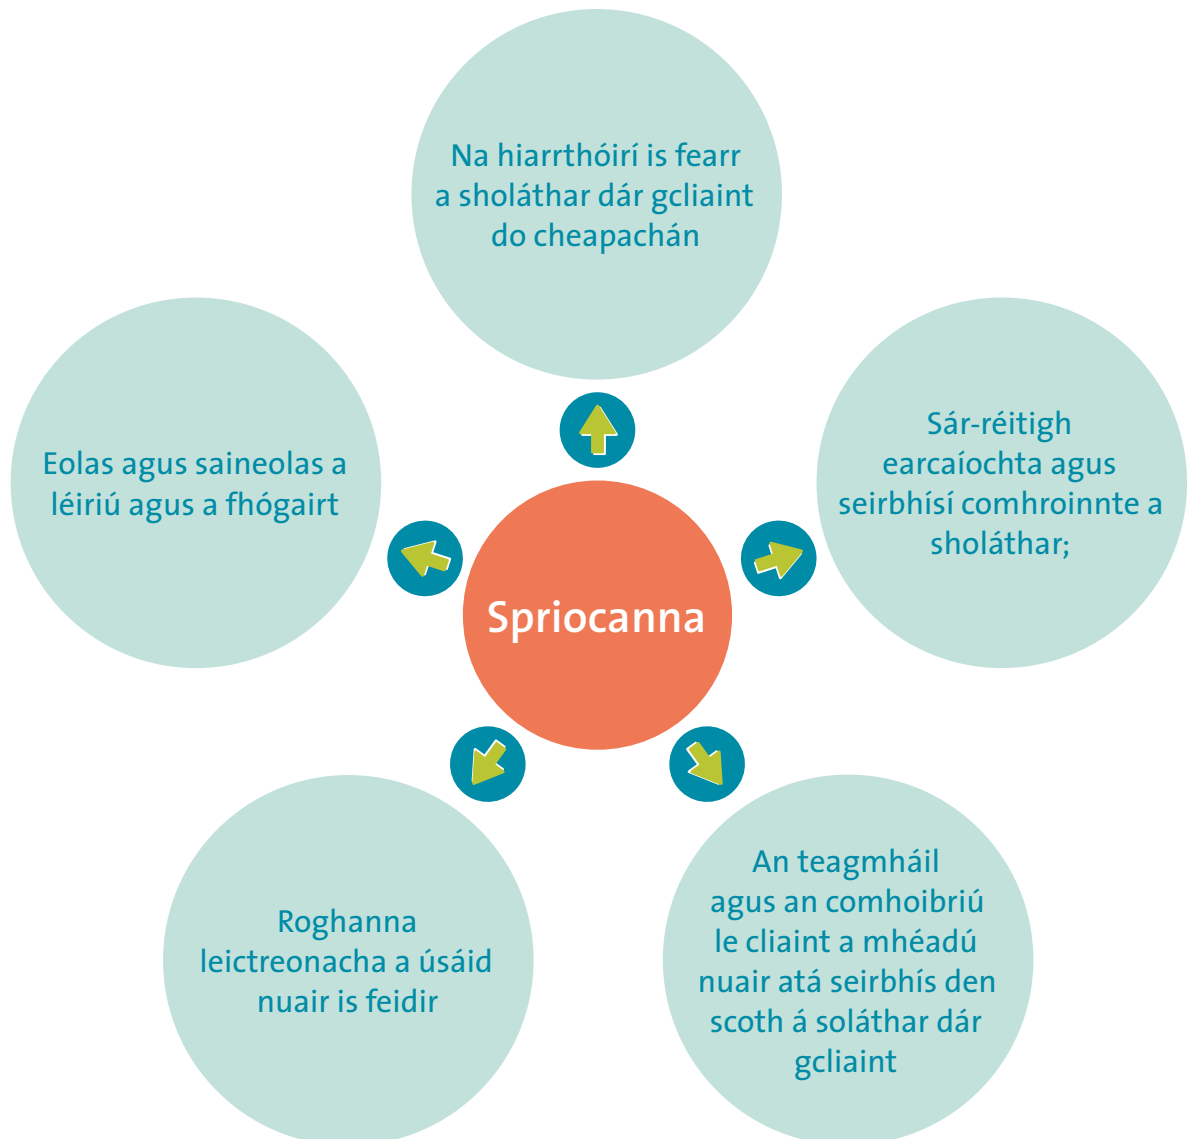 Na hiarrthóirí is fearr
a sholáthar dár gcliaint
do cheapachán
Sár-réitigh
earcaíochta agus
seirbhísí comhroinnte a
sholáthar;
Eolas agus saineolas a
léiriú agus a fhógairt
Spriocanna
An teagmháil
agus an comhoibriú
le cliaint a mhéadú
nuair atá seirbhís den
scoth á soláthar dár
gcliaint
Roghanna
leictreonacha a úsáid
nuair is feidir